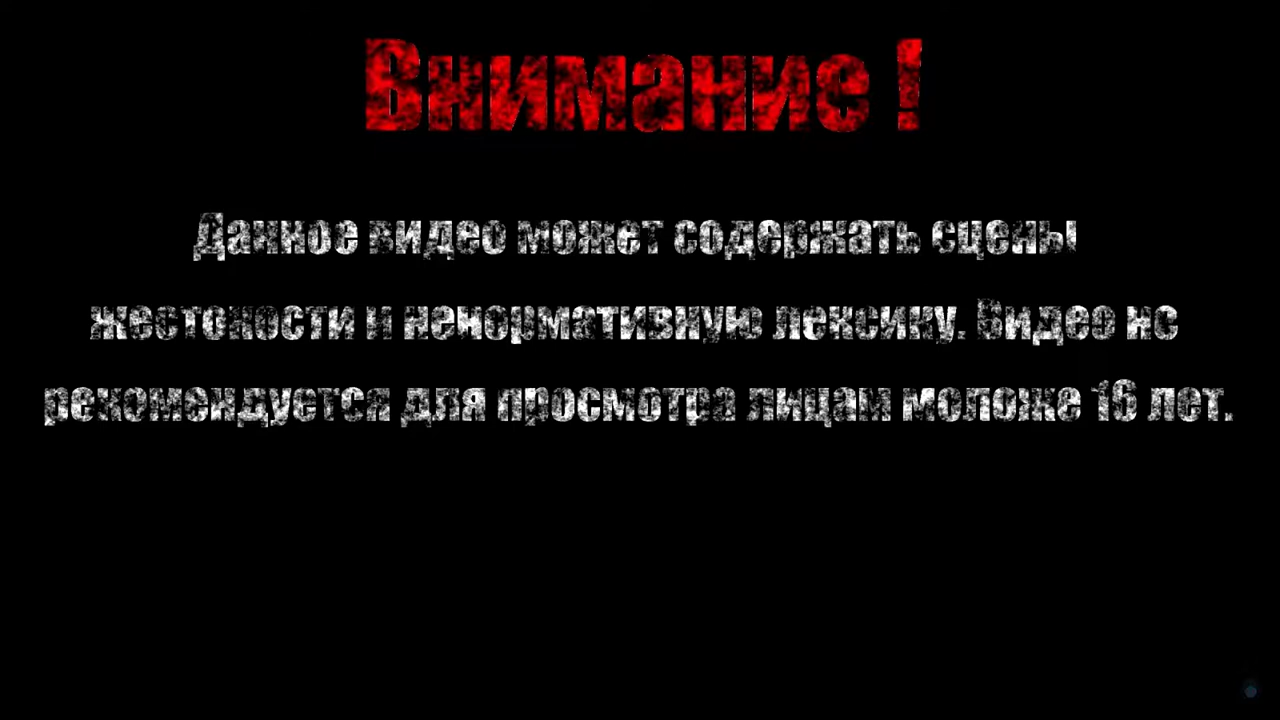 Внимание !
Данное видео может содержать сцены
жестокости и ненормативную лексику. Видео не
рекомендуется для просмотра лицам моложе 16 лет.